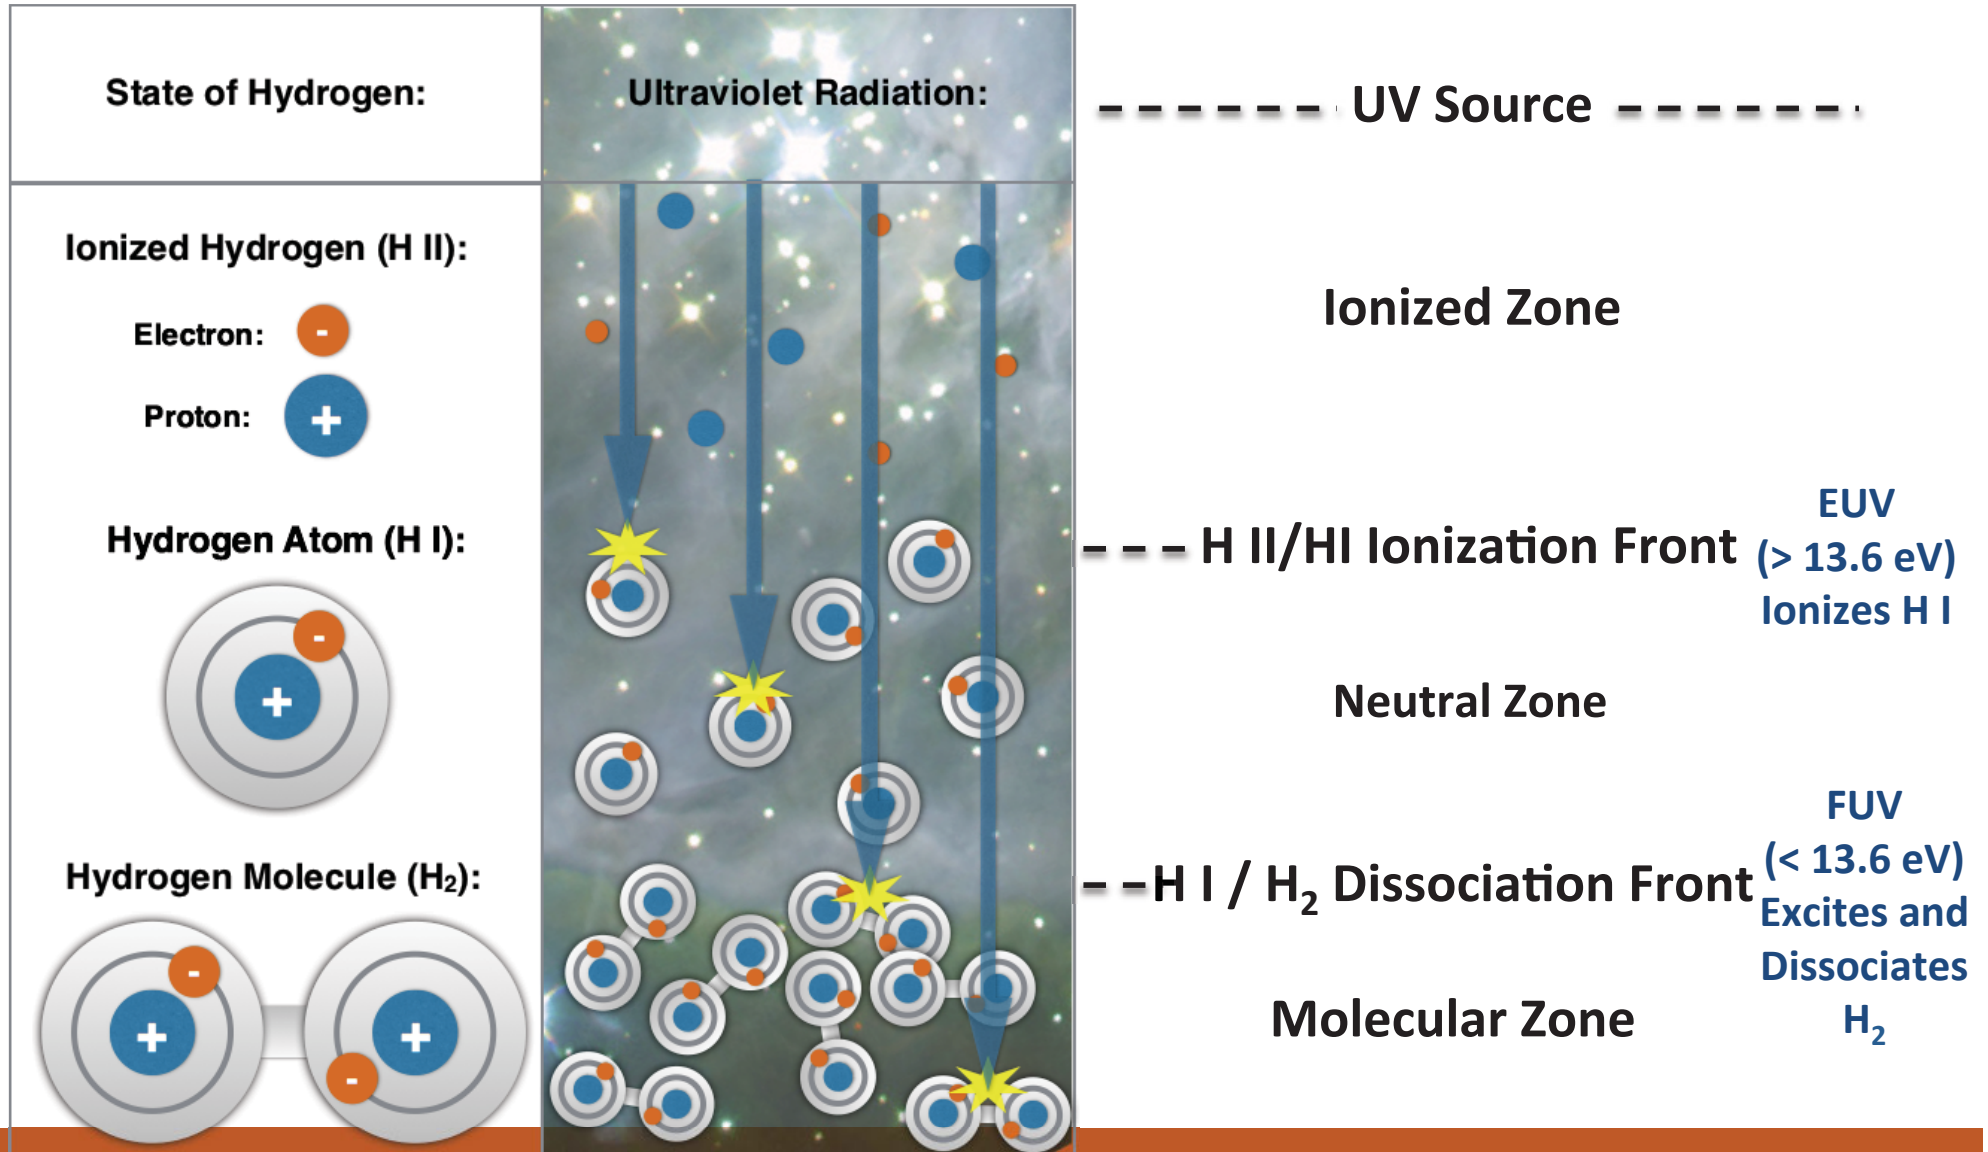 State of Hydrogen:
Ultraviolet Radiation:
UV Source
Ionized Hydrogen (H II):
Electron:
-
Proton:
+
Ionized Zone
Hydrogen Atom (H I):
-
+
H II/HI Ionization Front
EUV
(> 13.6 eV)
Ionizes H I
Neutral Zone
Hydrogen Molecule (H₂):
-
+
+
-
H I / H₂ Dissociation Front
FUV
(< 13.6 eV)
Excites and
Dissociates
H₂
Molecular Zone